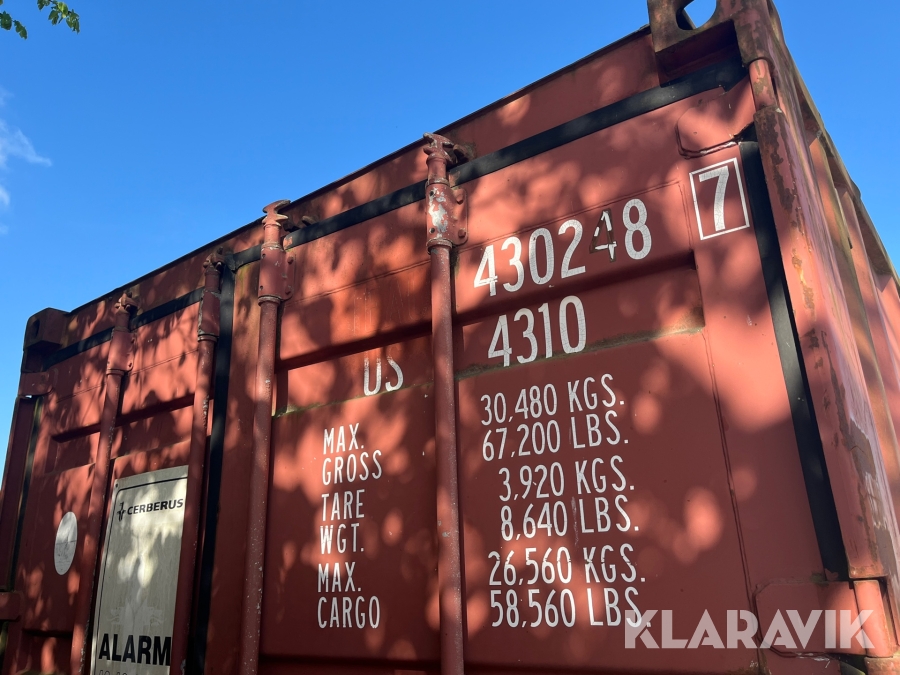 430248 7
US 4310
MAX. GROSS 30,480 KGS. 67,200 LBS.
TARE WGT. 3,920 KGS. 8,640 LBS.
MAX. CARGO 26,560 KGS. 58,560 LBS.
CERBERUS
ALARM
KLARAVIK